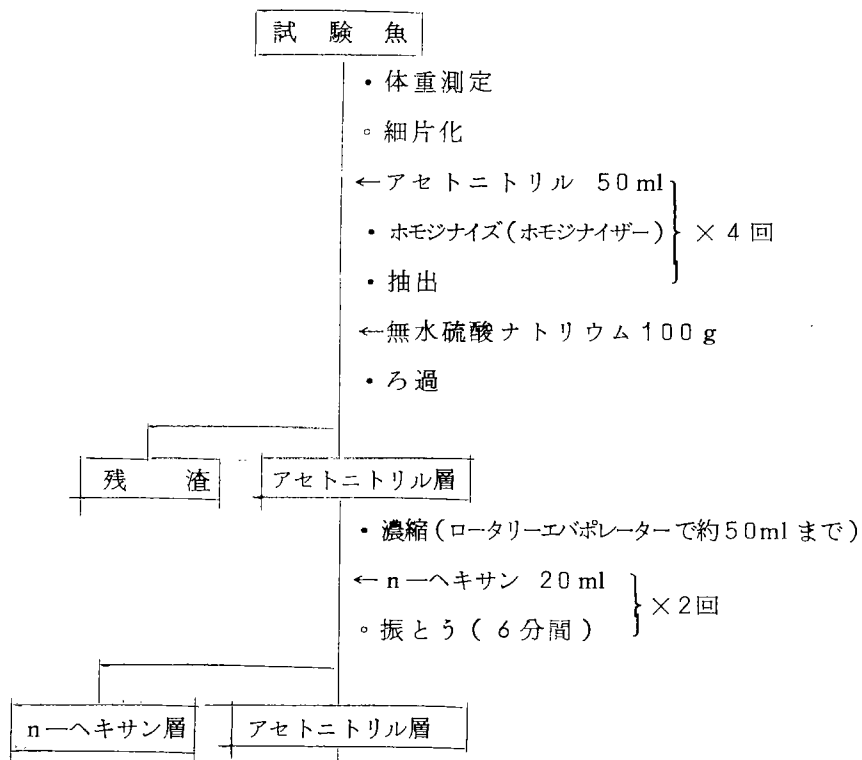 試験魚
・体重測定
◦細片化
←アセトニトリル 50ml
・ホモジナイズ(ホモジナイザー) ×4回
・抽出
←無水硫酸ナトリウム100g
・ろ過
残渣 アセトニトリル層
・濃縮(ロータリーエバポレーターで約50mlまで)
←n-ヘキサン 20ml
×2回
◦振とう(6分間)
n-ヘキサン層 アセトニトリル層